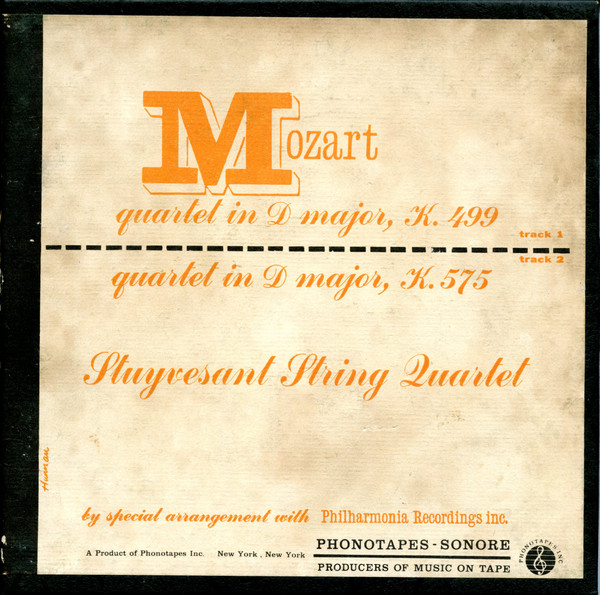 Mozart
quartet in D major, K. 499
track 1
track 2
quartet in D major, K. 575
Stuyvesant String Quartet
by special arrangement with Philharmonia Recordings inc.
A Product of Phonotapes Inc. New York, New York
PHONOTAPES - SONORE
PRODUCERS OF MUSIC ON TAPE
PHONOTAPES INC